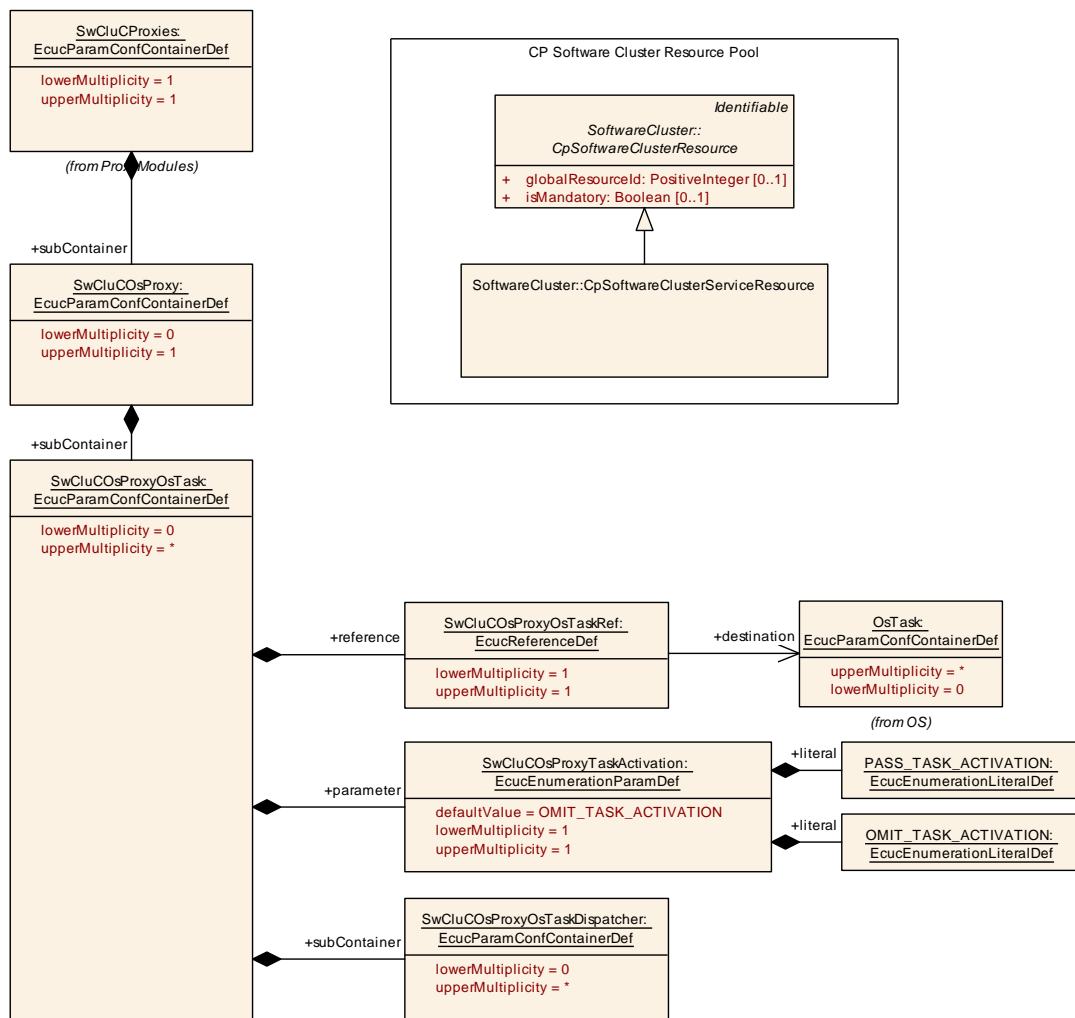 SwCluCProxies:
EcucParamConfContainerDef
lowerMultiplicity = 1
upperMultiplicity = 1
(from Proxy Modules)
+subContainer
SwCluCOsProxy:
EcucParamConfContainerDef
lowerMultiplicity = 0
upperMultiplicity = 1
+subContainer
SwCluCOsProxyOsTask:
EcucParamConfContainerDef
lowerMultiplicity = 0
upperMultiplicity = *
CP Software Cluster Resource Pool
Identifiable
SoftwareCluster::
CpSoftwareClusterResource
+ globalResourceId: PositiveInteger [0..1]
+ isMandatory: Boolean [0..1]
SoftwareCluster::CpSoftwareClusterServiceResource
+reference
SwCluCOsProxyOsTaskRef:
EcucReferenceDef
lowerMultiplicity = 1
upperMultiplicity = 1
+destination
OsTask:
EcucParamConfContainerDef
upperMultiplicity = *
lowerMultiplicity = 0
(from OS)
+parameter
SwCluCOsProxyTaskActivation:
EcucEnumerationParamDef
defaultValue = OMIT_TASK_ACTIVATION
lowerMultiplicity = 1
upperMultiplicity = 1
+literal
PASS_TASK_ACTIVATION:
EcucEnumerationLiteralDef
+literal
OMIT_TASK_ACTIVATION:
EcucEnumerationLiteralDef
+subContainer
SwCluCOsProxyOsTaskDispatcher:
EcucParamConfContainerDef
lowerMultiplicity = 0
upperMultiplicity = *